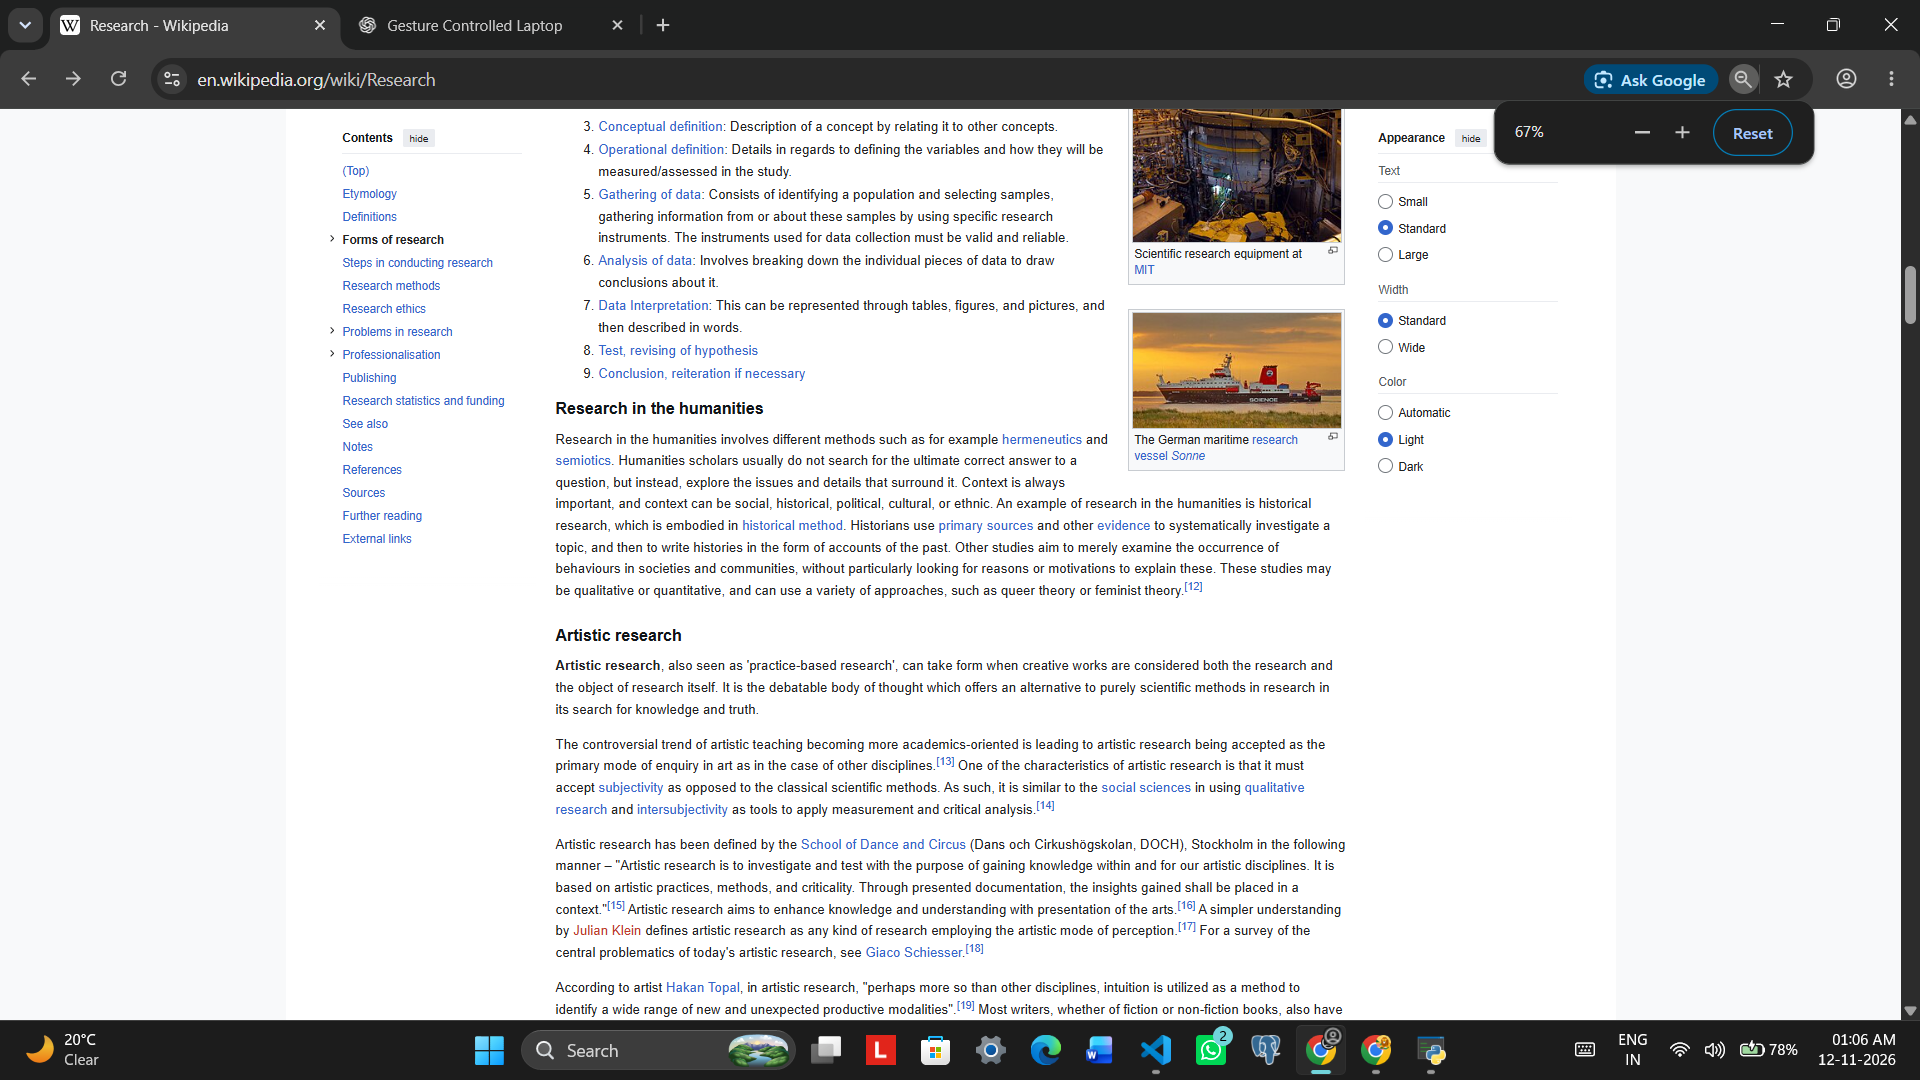 Research - Wikipedia
Gesture Controlled Laptop
en.wikipedia.org/wiki/Research
Ask Google
67%
Reset
Contents hide
(Top)
Etymology
Definitions
Forms of research
Steps in conducting research
Research methods
Research ethics
Problems in research
Professionalisation
Publishing
Research statistics and funding
See also
Notes
References
Sources
Further reading
External links
3. Conceptual definition: Description of a concept by relating it to other concepts.
4. Operational definition: Details in regards to defining the variables and how they will be
measured/assessed in the study.
5. Gathering of data: Consists of identifying a population and selecting samples,
gathering information from or about these samples by using specific research
instruments. The instruments used for data collection must be valid and reliable.
6. Analysis of data: Involves breaking down the individual pieces of data to draw
conclusions about it.
7. Data Interpretation: This can be represented through tables, figures, and pictures, and
then described in words.
8. Test, revising of hypothesis
9. Conclusion, reiteration if necessary
Scientific research equipment at
MIT
SCIENCE
The German maritime research
vessel Sonne
Research in the humanities
Research in the humanities involves different methods such as for example hermeneutics and
semiotics. Humanities scholars usually do not search for the ultimate correct answer to a
question, but instead, explore the issues and details that surround it. Context is always
important, and context can be social, historical, political, cultural, or ethnic. An example of research in the humanities is historical
research, which is embodied in historical method. Historians use primary sources and other evidence to systematically investigate a
topic, and then to write histories in the form of accounts of the past. Other studies aim to merely examine the occurrence of
behaviours in societies and communities, without particularly looking for reasons or motivations to explain these. These studies may
be qualitative or quantitative, and can use a variety of approaches, such as queer theory or feminist theory.[12]
Artistic research
Artistic research, also seen as 'practice-based research', can take form when creative works are considered both the research and
the object of research itself. It is the debatable body of thought which offers an alternative to purely scientific methods in research in
its search for knowledge and truth.
The controversial trend of artistic teaching becoming more academics-oriented is leading to artistic research being accepted as the
primary mode of enquiry in art as in the case of other disciplines.[13] One of the characteristics of artistic research is that it must
accept subjectivity as opposed to the classical scientific methods. As such, it is similar to the social sciences in using qualitative
research and intersubjectivity as tools to apply measurement and critical analysis.[14]
Artistic research has been defined by the School of Dance and Circus (Dans och Cirkushögskolan, DOCH), Stockholm in the following
manner – "Artistic research is to investigate and test with the purpose of gaining knowledge within and for our artistic disciplines. It is
based on artistic practices, methods, and criticality. Through presented documentation, the insights gained shall be placed in a
context."[15] Artistic research aims to enhance knowledge and understanding with presentation of the arts.[16] A simpler understanding
by Julian Klein defines artistic research as any kind of research employing the artistic mode of perception.[17] For a survey of the
central problematics of today's artistic research, see Giaco Schiesser.[18]
According to artist Hakan Topal, in artistic research, "perhaps more so than other disciplines, intuition is utilized as a method to
identify a wide range of new and unexpected productive modalities".[19] Most writers, whether of fiction or non-fiction books, also have
Appearance hide
Text
Small
Standard
Large
Width
Standard
Wide
Color
Automatic
Light
Dark
20°C
Clear
Search
L
W
2
ENG
IN
78%
01:06 AM
12-11-2026